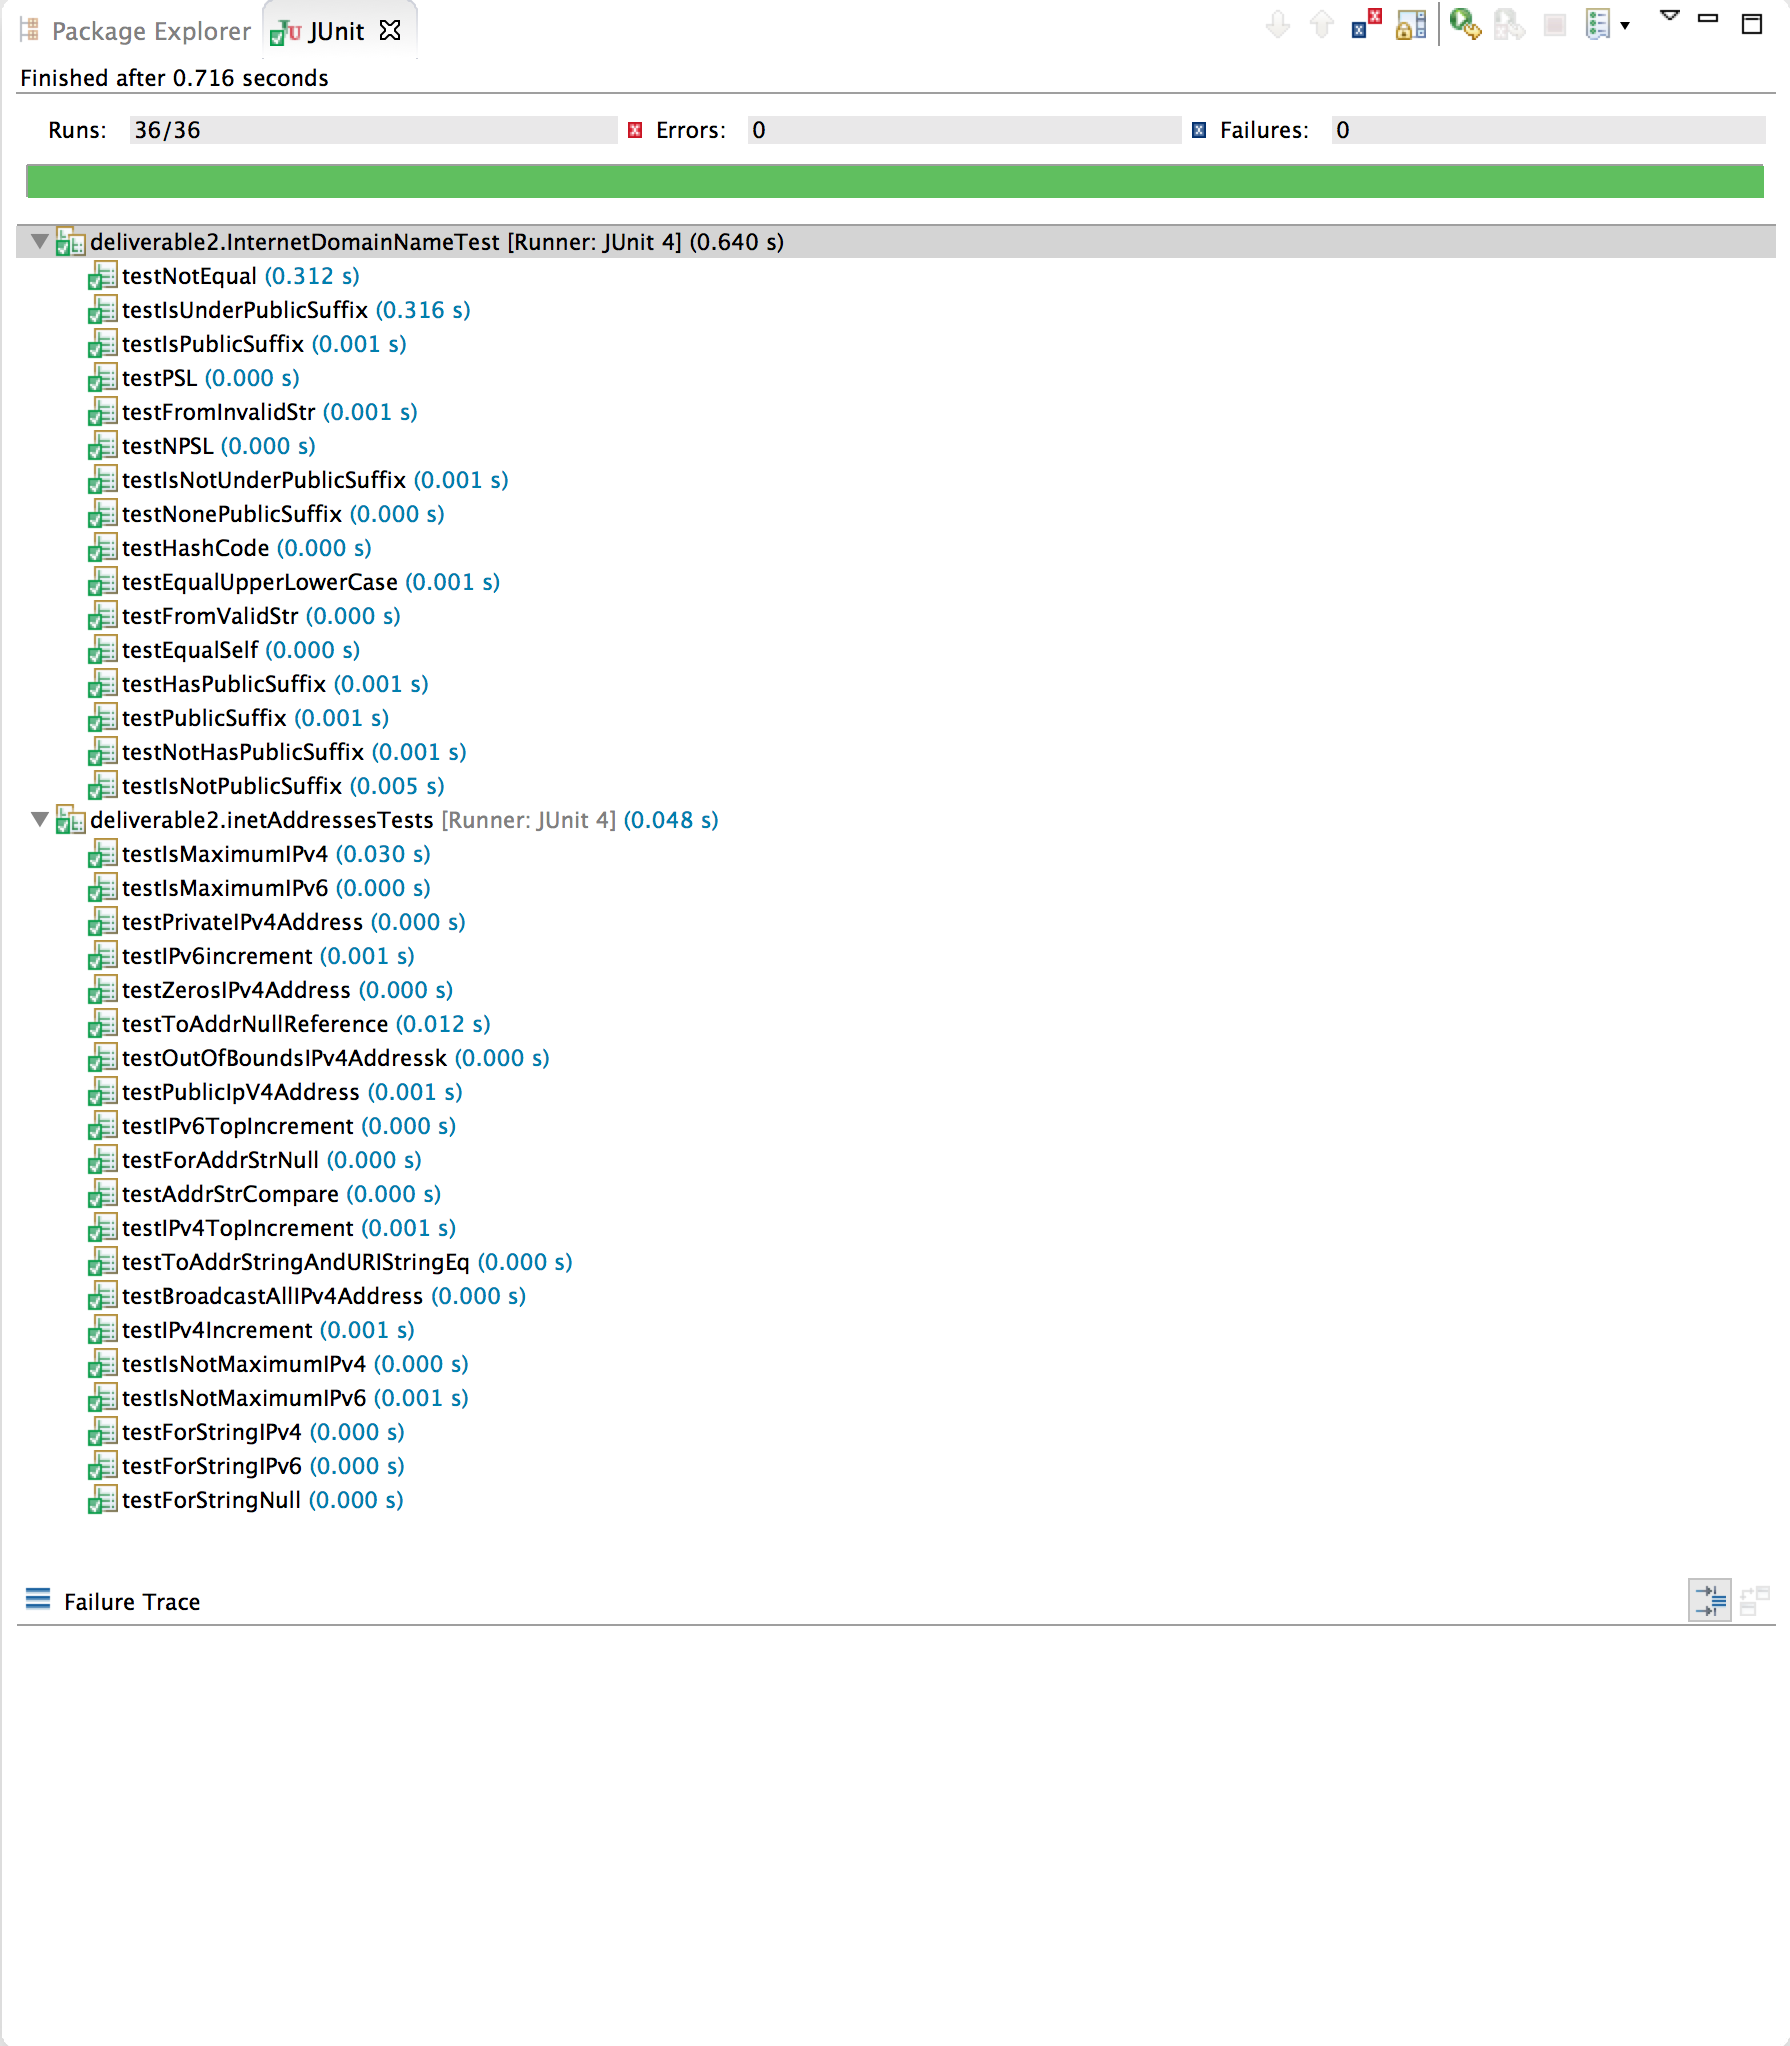 Package Explorer JUnit
Finished after 0.716 seconds
Runs: 36/36 Errors: 0 Failures: 0
deliverable2.InternetDomainNameTest [Runner: JUnit 4] (0.640 s)
testNotEqual (0.312 s)
testIsUnderPublicSuffix (0.316 s)
testIsPublicSuffix (0.001 s)
testPSL (0.000 s)
testFromInvalidStr (0.001 s)
testNPSL (0.000 s)
testIsNotUnderPublicSuffix (0.001 s)
testNonePublicSuffix (0.000 s)
testHashCode (0.000 s)
testEqualUpperLowerCase (0.001 s)
testFromValidStr (0.000 s)
testEqualSelf (0.000 s)
testHasPublicSuffix (0.001 s)
testPublicSuffix (0.001 s)
testNotHasPublicSuffix (0.001 s)
testIsNotPublicSuffix (0.005 s)
deliverable2.inetAddressesTests [Runner: JUnit 4] (0.048 s)
testIsMaximumIPv4 (0.030 s)
testIsMaximumIPv6 (0.000 s)
testPrivateIPv4Address (0.000 s)
testIPv6increment (0.001 s)
testZerosIPv4Address (0.000 s)
testToAddrNullReference (0.012 s)
testOutOfBoundsIPv4Addressk (0.000 s)
testPublicIpV4Address (0.001 s)
testIPv6TopIncrement (0.000 s)
testForAddrStrNull (0.000 s)
testAddrStrCompare (0.000 s)
testIPv4TopIncrement (0.001 s)
testToAddrStringAndURIStringEq (0.000 s)
testBroadcastAllIPv4Address (0.000 s)
testIPv4Increment (0.001 s)
testIsNotMaximumIPv4 (0.000 s)
testIsNotMaximumIPv6 (0.001 s)
testForStringIPv4 (0.000 s)
testForStringIPv6 (0.000 s)
testForStringNull (0.000 s)
Failure Trace